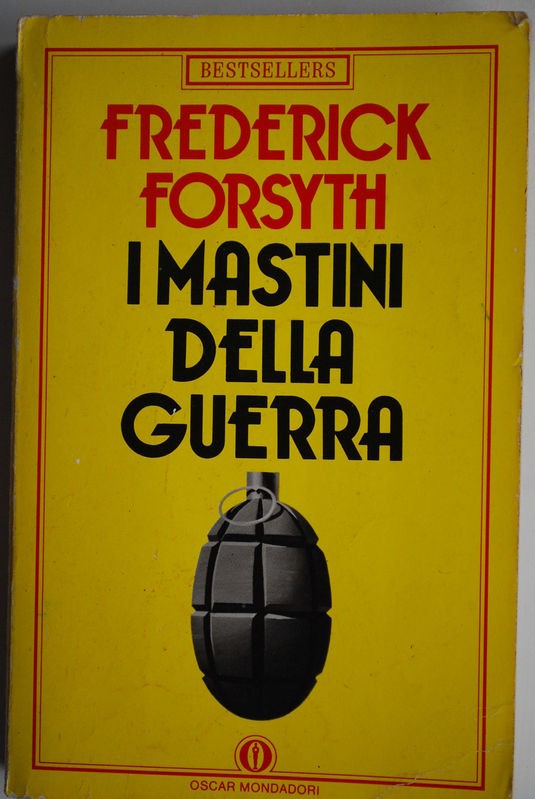 BESTSELLERS
FREDERICK
FORSYTH
I MASTINI
DELLA
GUERRA
OSCAR MONDADORI